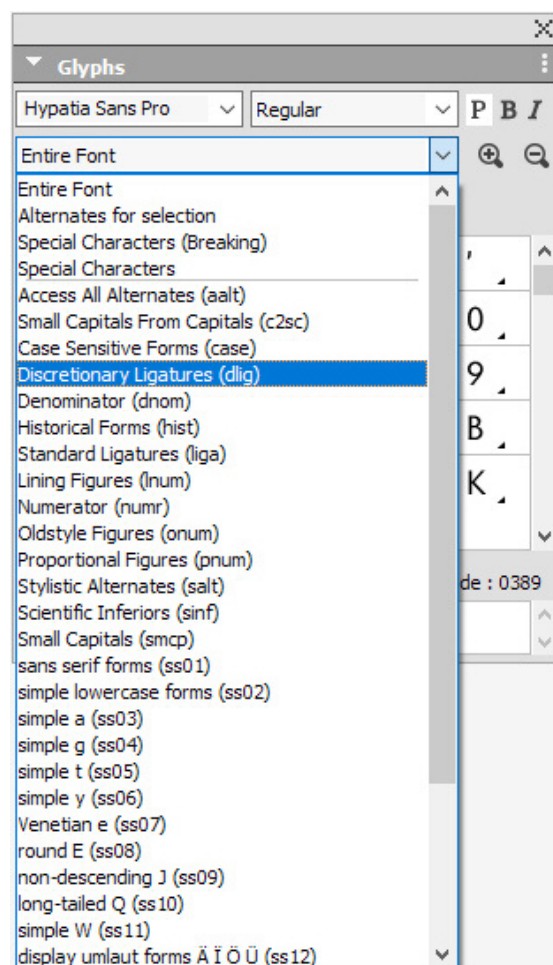 Glyphs
Hypatia Sans Pro Regular P B I
Entire Font
Entire Font
Alternates for selection
Special Characters (Breaking)
Special Characters
Access All Alternates (aalt)
Small Capitals From Capitals (c2sc)
Case Sensitive Forms (case)
Discretionary Ligatures (dlig)
Denominator (dnom)
Historical Forms (hist)
Standard Ligatures (liga)
Lining Figures (lnum)
Numerator (numr)
Oldstyle Figures (onum)
Proportional Figures (pnum)
Stylistic Alternates (salt)
Scientific Inferiors (sinf)
Small Capitals (smcp)
sans serif forms (ss01)
simple lowercase forms (ss02)
simple a (ss03)
simple g (ss04)
simple t (ss05)
simple y (ss06)
Venetian e (ss07)
round E (ss08)
non-descending J (ss09)
long-tailed Q (ss10)
simple W (ss11)
display umlaut forms Ä Ï Ö Ü (ss12)
'
0
9
B
K
de : 0389